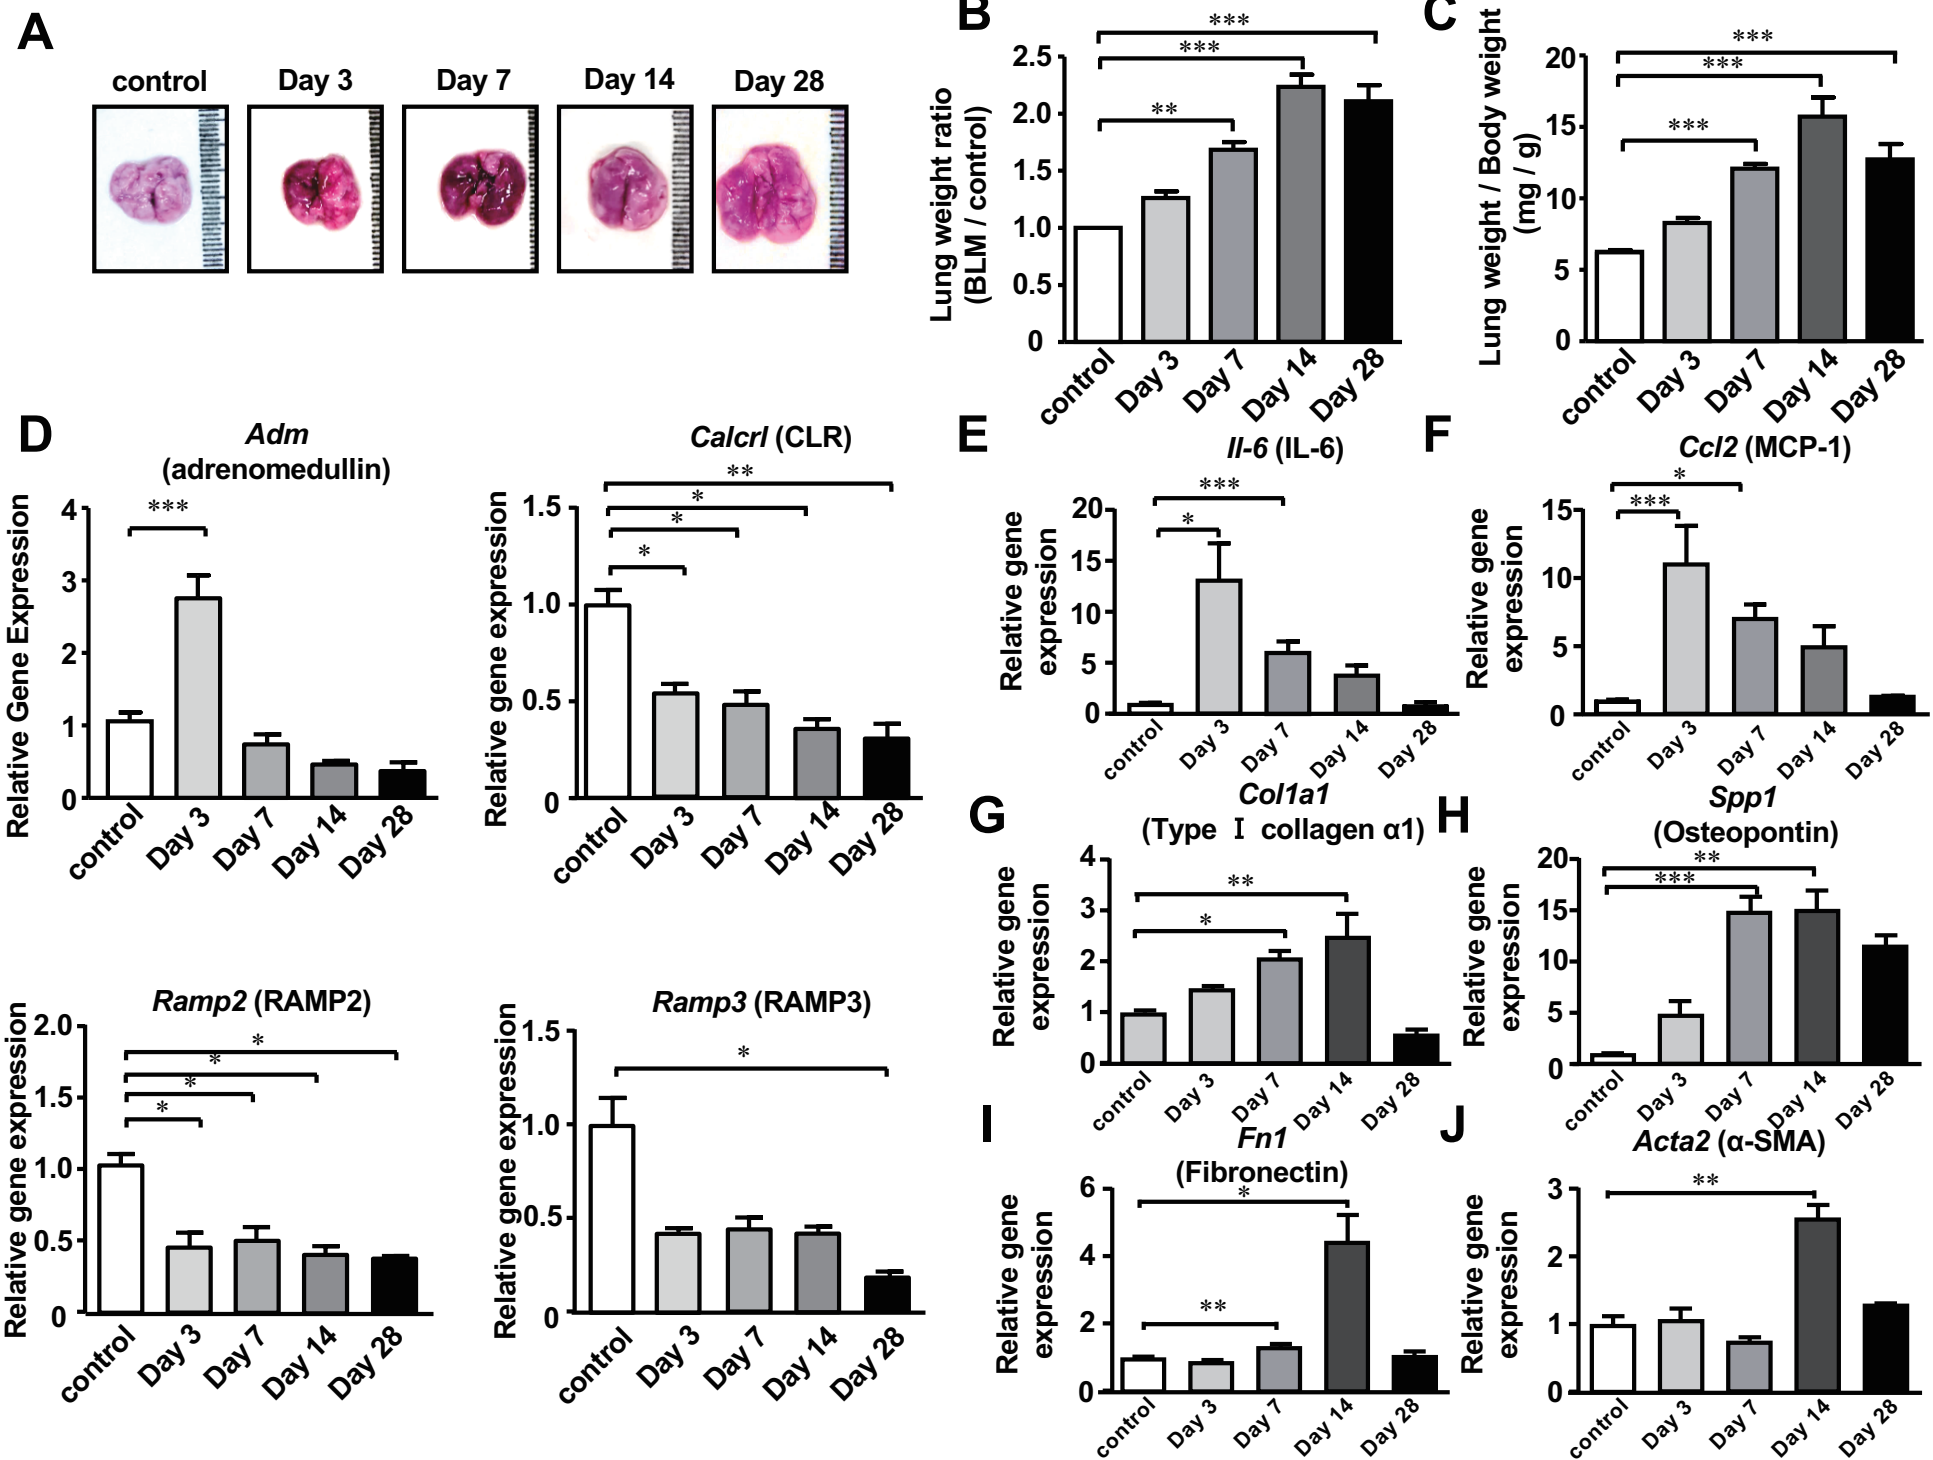 A
control
Day 3
Day 7
Day 14
Day 28
B
Lung weight ratio
(BLM / control)
2.5
2.0
1.5
1.0
0.5
0
***
***
**
control
Day 3
Day 7
Day 14
Day 28
C
Lung weight / Body weight
(mg / g)
20
15
10
5
0
***
***
***
control
Day 3
Day 7
Day 14
Day 28
D
Adm
(adrenomedullin)
Relative Gene Expression
4
3
2
1
0
***
control
Day 3
Day 7
Day 14
Day 28
Calcrl (CLR)
Relative gene expression
1.5
1.0
0.5
0
**
*
*
*
control
Day 3
Day 7
Day 14
Day 28
Ramp2 (RAMP2)
Relative gene expression
2.0
1.5
1.0
0.5
0
*
*
*
*
control
Day 3
Day 7
Day 14
Day 28
Ramp3 (RAMP3)
Relative gene expression
1.5
1.0
0.5
0
*
control
Day 3
Day 7
Day 14
Day 28
E
Il-6 (IL-6)
Relative gene
expression
20
15
10
5
0
***
*
control
Day 3
Day 7
Day 14
Day 28
F
Ccl2 (MCP-1)
Relative gene
expression
15
10
5
0
*
***
control
Day 3
Day 7
Day 14
Day 28
G
Col1a1
(Type Ⅰ collagen α1)
Relative gene
expression
4
3
2
1
0
**
*
control
Day 3
Day 7
Day 14
Day 28
H
Spp1
(Osteopontin)
Relative gene
expression
20
15
10
5
0
**
***
control
Day 3
Day 7
Day 14
Day 28
I
Fn1
(Fibronectin)
Relative gene
expression
6
4
2
0
*
**
control
Day 3
Day 7
Day 14
Day 28
J
Acta2 (α-SMA)
Relative gene
expression
3
2
1
0
**
control
Day 3
Day 7
Day 14
Day 28